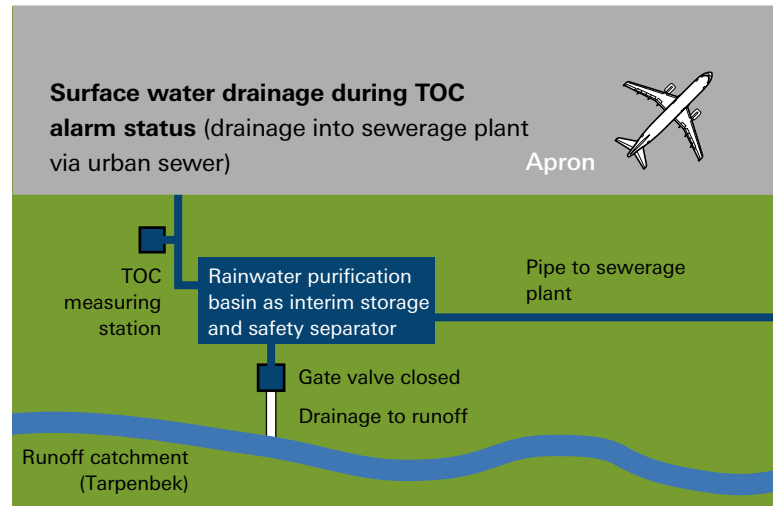 Surface water drainage during TOC
alarm status (drainage into sewerage plant
via urban sewer)
Apron
TOC
measuring
station
Rainwater purification
basin as interim storage
and safety separator
Pipe to sewerage
plant
Gate valve closed
Drainage to runoff
Runoff catchment
(Tarpenbek)